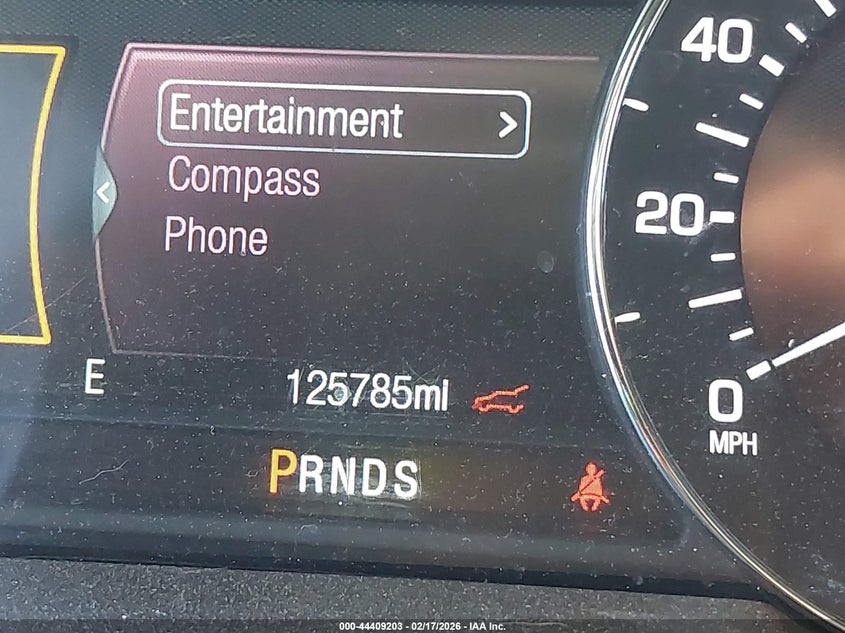 Entertainment >
Compass
<
Phone
E
125785mi
PRNDS
40
20
0
MPH
000-44409203 - 02/17/2026 - IAA Inc.